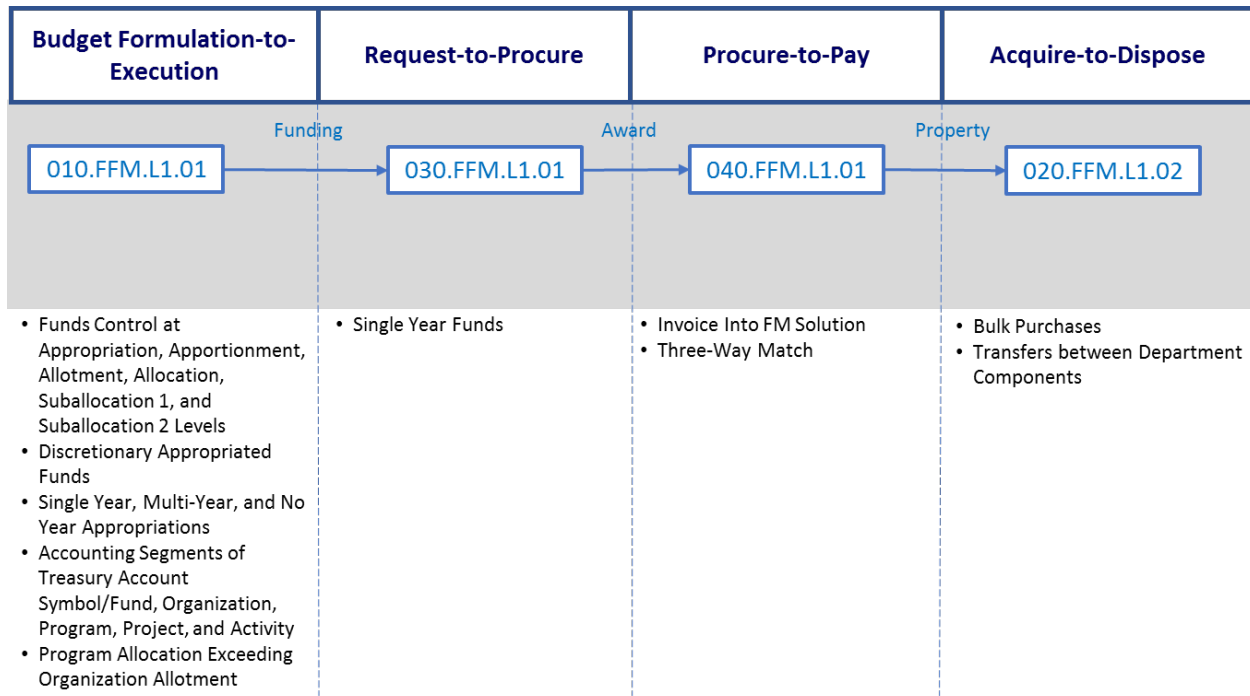 Budget Formulation-to-
Execution
Request-to-Procure
Procure-to-Pay
Acquire-to-Dispose
Funding
Award
Property
010.FFM.L1.01
030.FFM.L1.01
040.FFM.L1.01
020.FFM.L1.02
• Funds Control at
Appropriation, Apportionment,
Allotment, Allocation,
Suballocation 1, and
Suballocation 2 Levels
• Discretionary Appropriated
Funds
• Single Year, Multi-Year, and No
Year Appropriations
• Accounting Segments of
Treasury Account
Symbol/Fund, Organization,
Program, Project, and Activity
• Program Allocation Exceeding
Organization Allotment
• Single Year Funds
• Invoice Into FM Solution
• Three-Way Match
• Bulk Purchases
• Transfers between Department
Components